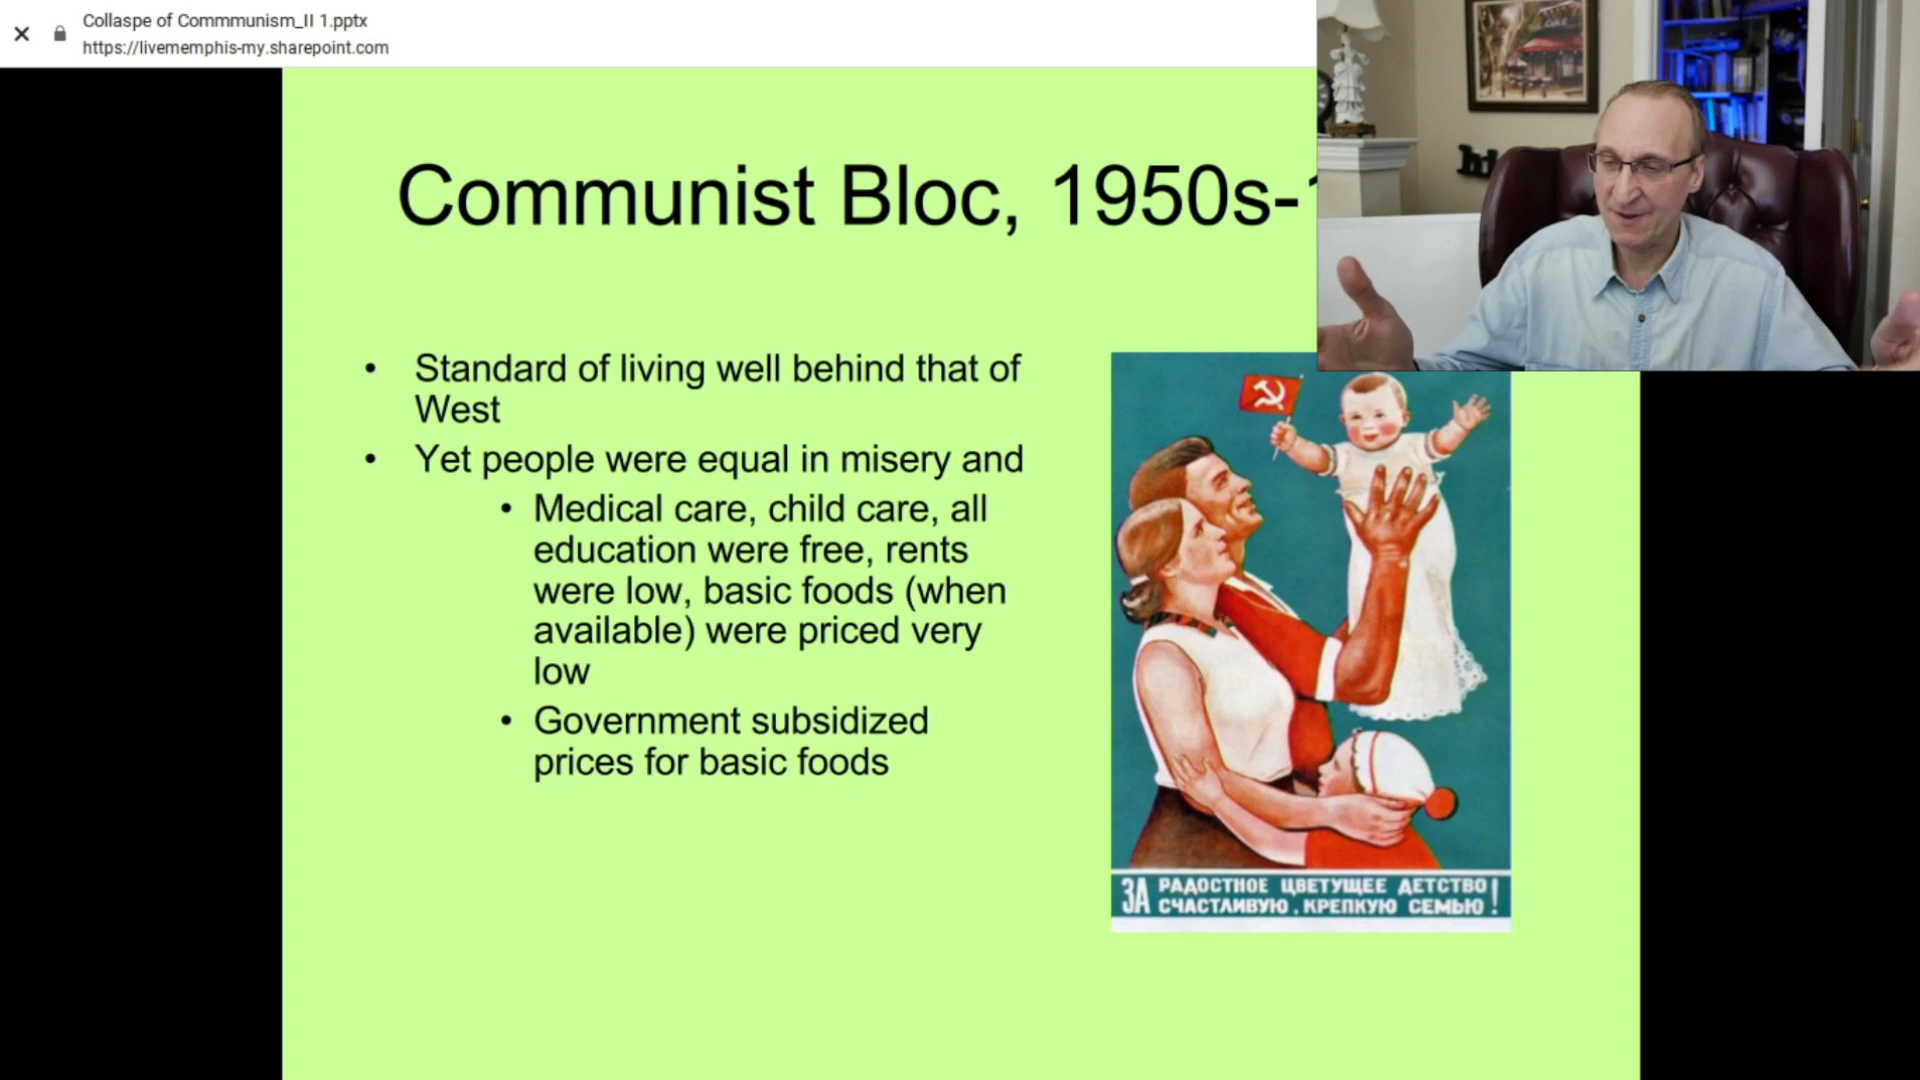 Collaspe of Commmunism_II 1.pptx
https://livememphis-my.sharepoint.com
Communist Bloc, 1950s-
• Standard of living well behind that of
West
• Yet people were equal in misery and
• Medical care, child care, all
education were free, rents
were low, basic foods (when
available) were priced very
low
• Government subsidized
prices for basic foods
ЗА РАДОСТНОЕ ЦВЕТУЩЕЕ ДЕТСТВО
СЧАСТЛИВУЮ, КРЕПКУЮ СЕМЬЮ!